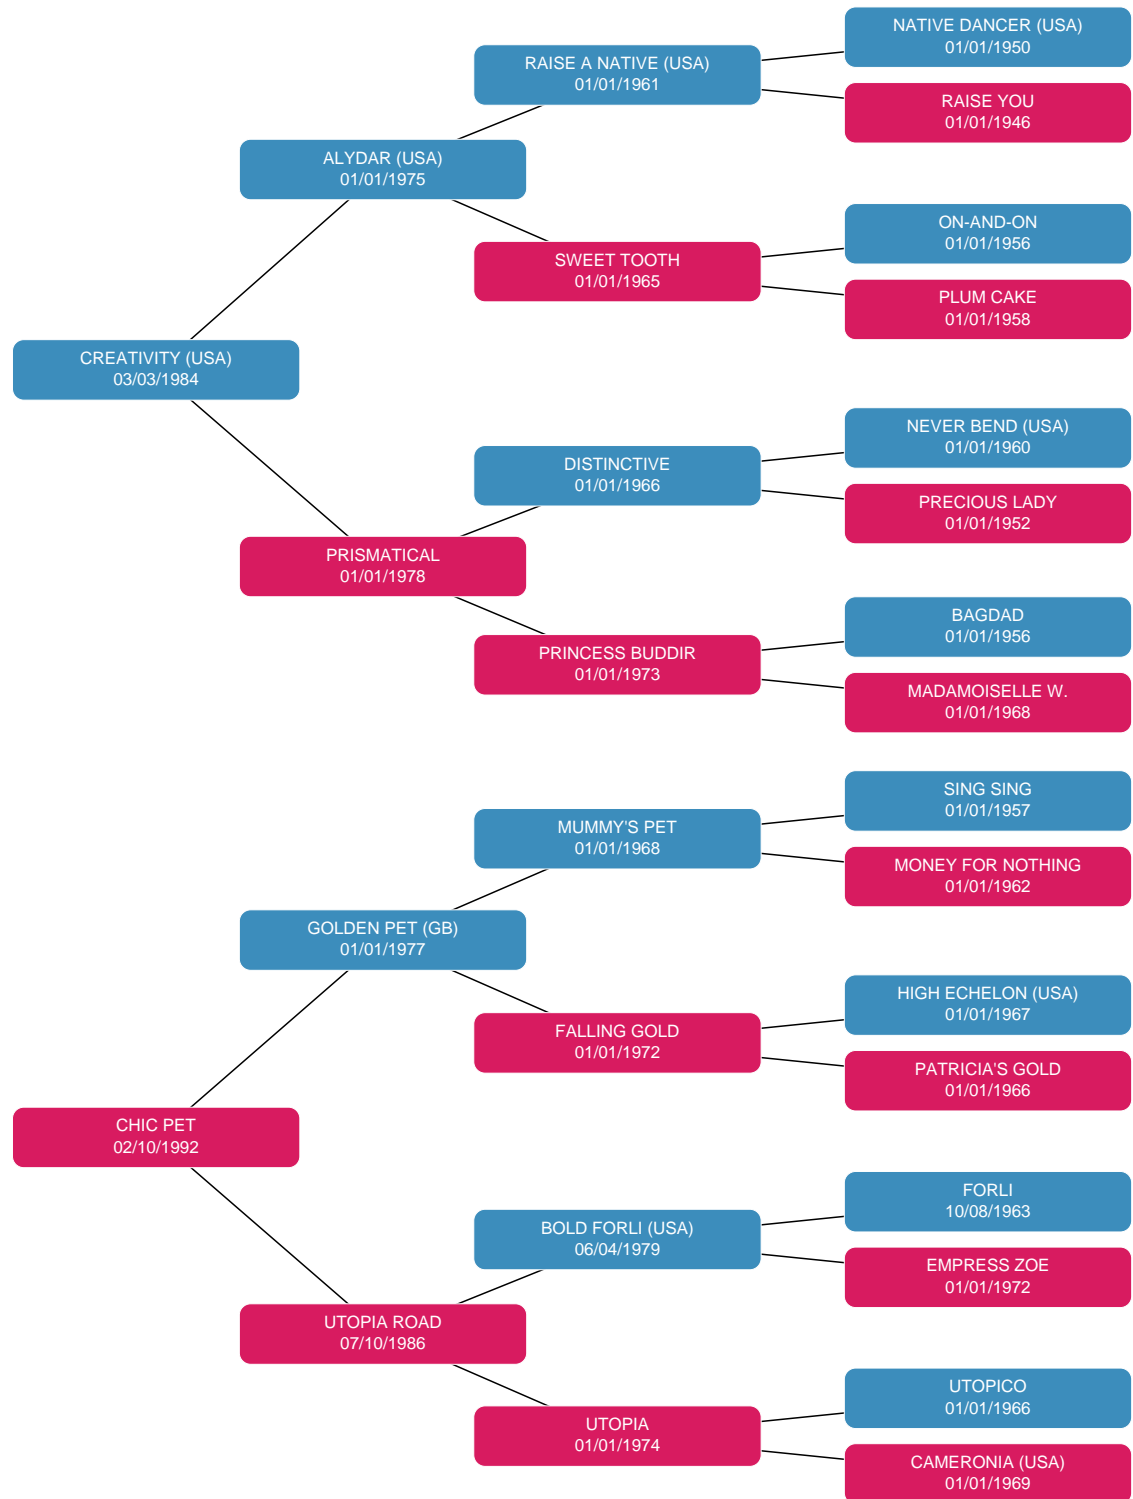 NATIVE DANCER (USA)
01/01/1950
RAISE A NATIVE (USA)
01/01/1961
RAISE YOU
01/01/1946
ALYDAR (USA)
01/01/1975
ON-AND-ON
01/01/1956
SWEET TOOTH
01/01/1965
PLUM CAKE
01/01/1958
CREATIVITY (USA)
03/03/1984
NEVER BEND (USA)
01/01/1960
DISTINCTIVE
01/01/1966
PRECIOUS LADY
01/01/1952
PRISMATICAL
01/01/1978
BAGDAD
01/01/1956
PRINCESS BUDDIR
01/01/1973
MADAMOISELLE W.
01/01/1968
SING SING
01/01/1957
MUMMY'S PET
01/01/1968
MONEY FOR NOTHING
01/01/1962
GOLDEN PET (GB)
01/01/1977
HIGH ECHELON (USA)
01/01/1967
FALLING GOLD
01/01/1972
PATRICIA'S GOLD
01/01/1966
CHIC PET
02/10/1992
FORLI
10/08/1963
BOLD FORLI (USA)
06/04/1979
EMPRESS ZOE
01/01/1972
UTOPIA ROAD
07/10/1986
UTOPICO
01/01/1966
UTOPIA
01/01/1974
CAMERONIA (USA)
01/01/1969